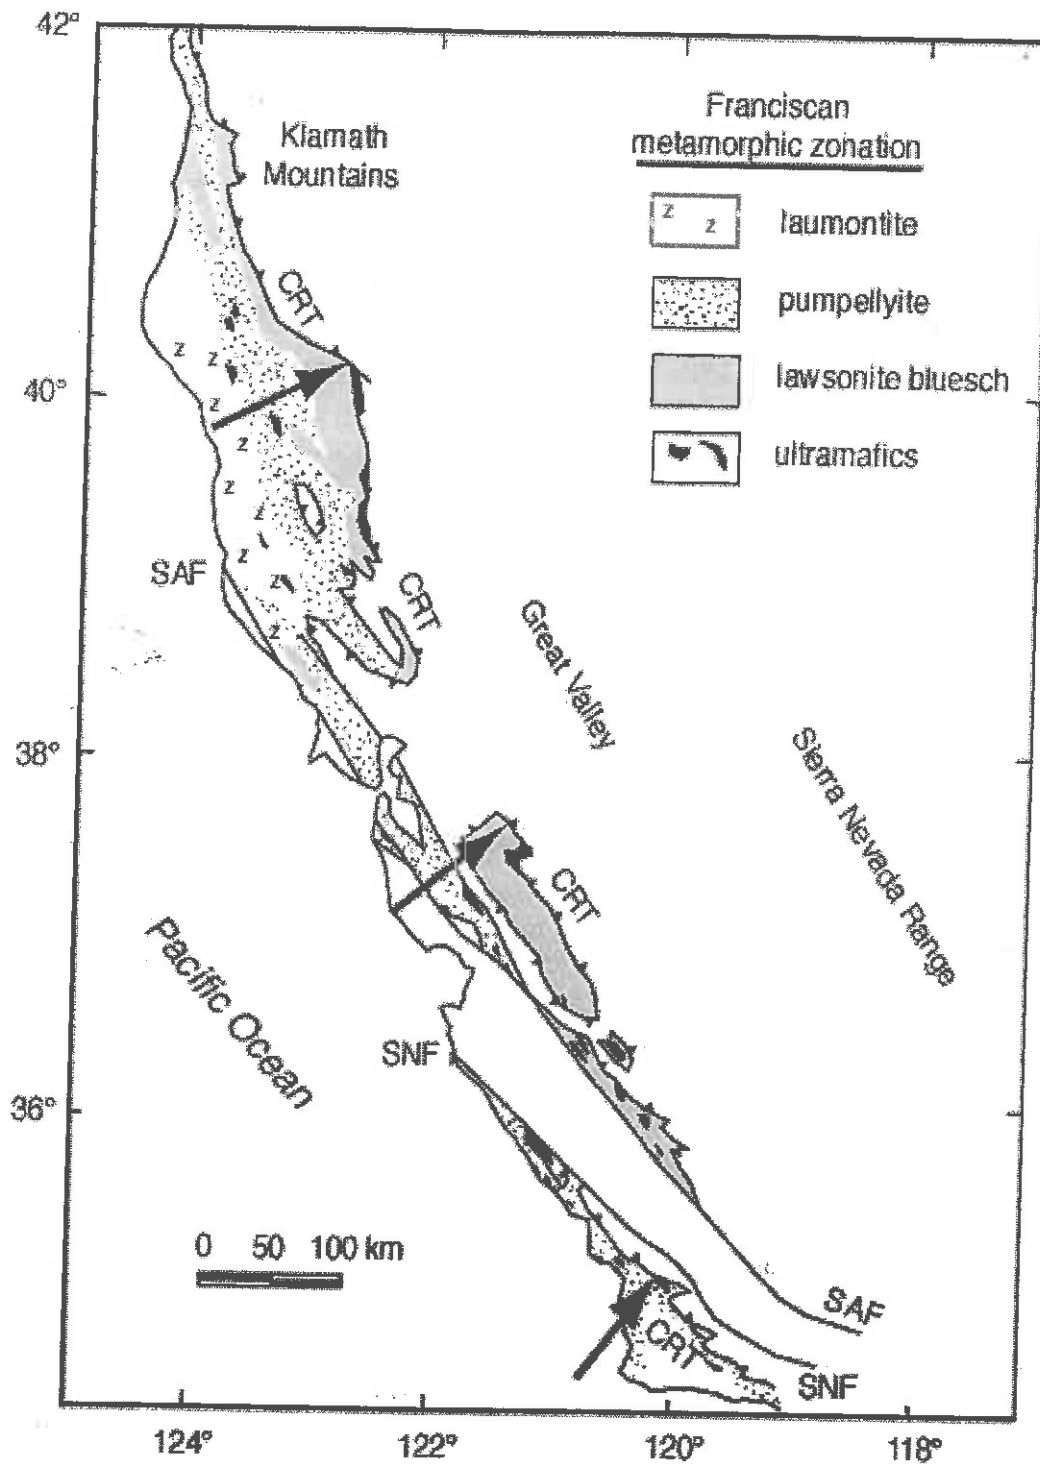 42°
Klamath
Mountains
Franciscan
metamorphic zonation
z
z
laumontite
pumpellyite
lawsonite bluesch
ultramafics
CRT
z
z
40°
z
z
z
z
z
z
z
SAF
CRT
Great Valley
Sierra Nevada Range
38°
CRT
Pacific Ocean
SNF
36°
0 50 100 km
SAF
CRT
SNF
124° 122° 120° 118°